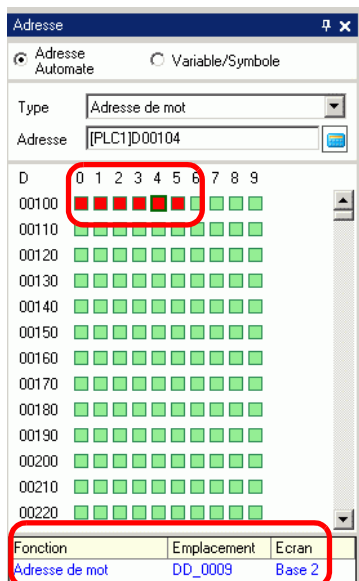 Adresse
Adresse Automate
Variable/Symbole
Type Adresse de mot
Adresse [PLC1]D00104
D 0 1 2 3 4 5 6 7 8 9
00100
00110
00120
00130
00140
00150
00160
00170
00180
00190
00200
00210
00220
Fonction Emplacement Ecran
Adresse de mot DD_0009 Base 2